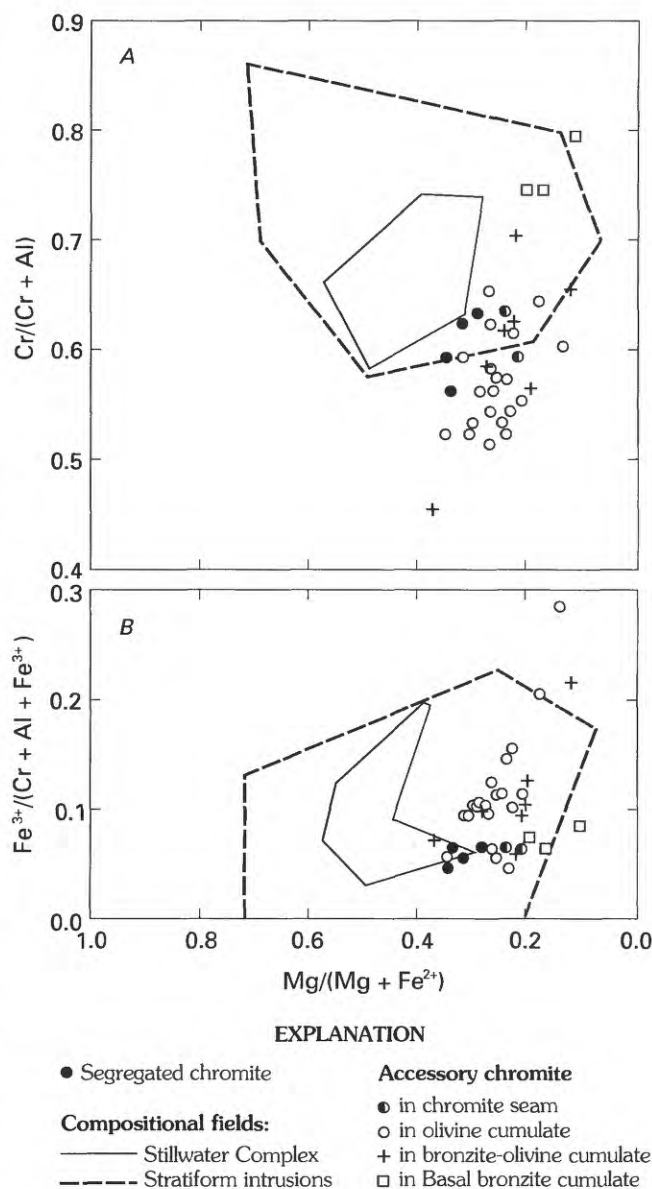 A
0.9
0.8
0.7
0.6
0.5
0.4
Cr/(Cr + Al)
B
0.3
0.2
0.1
0.0
Fe³⁺/(Cr + Al + Fe³⁺)
1.0 0.8 0.6 0.4 0.2 0.0
Mg/(Mg + Fe²⁺)
EXPLANATION
● Segregated chromite
Compositional fields:
Stillwater Complex
Stratiform intrusions
Accessory chromite
◐ in chromite seam
○ in olivine cumulate
+ in bronzite-olivine cumulate
□ in Basal bronzite cumulate